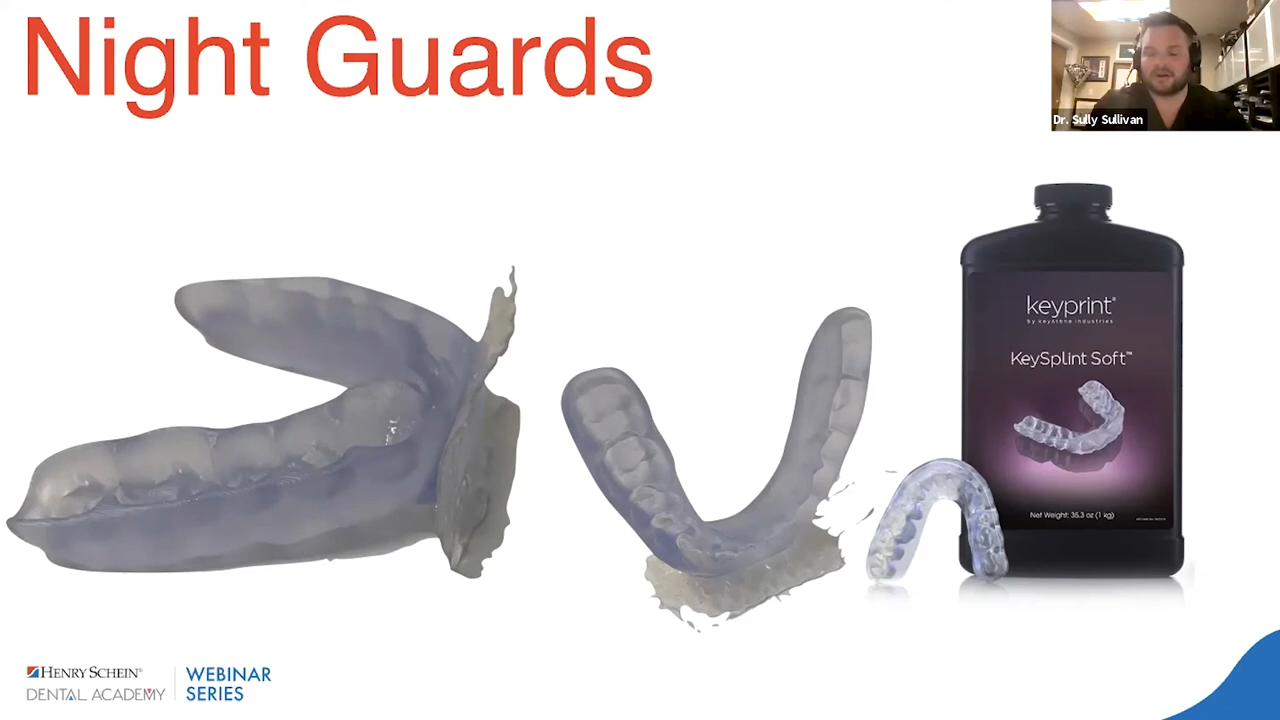 Night Guards
Dr. Sully Sullivan
keyprint®
by keystone industries
KeySplint Soft™
Net Weight: 35.3 oz (1 kg)
HENRY SCHEIN®
DENTAL ACADEMY
WEBINAR
SERIES